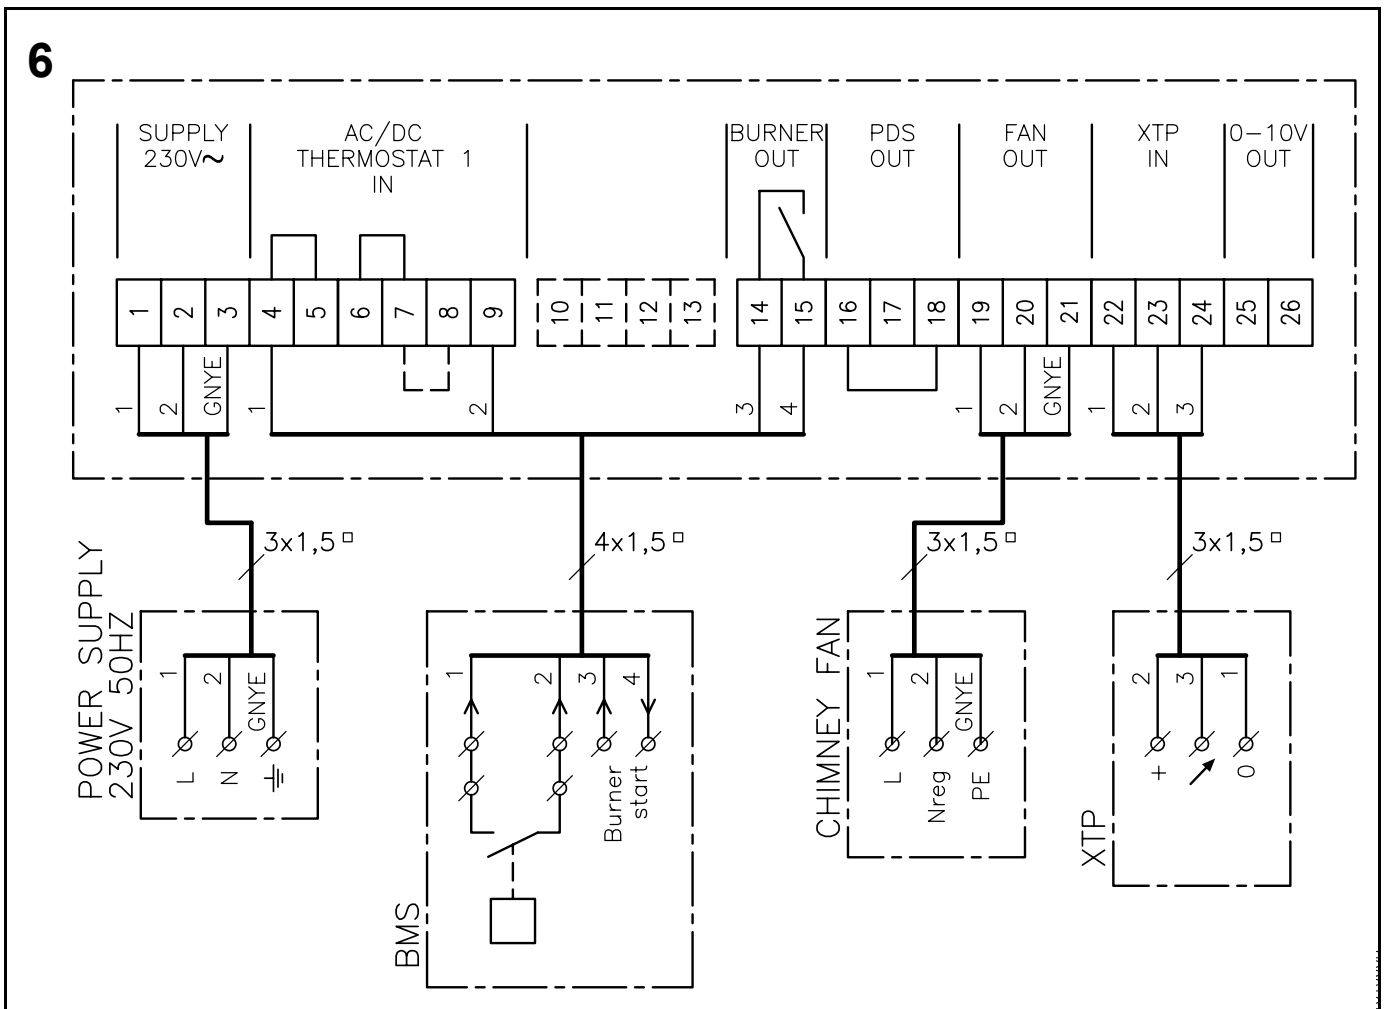 6
SUPPLY
230V~
AC/DC
THERMOSTAT 1
IN
BURNER
OUT
PDS
OUT
FAN
OUT
XTP
IN
0-10V
OUT
1 2 3 4 5 6 7 8 9 10 11 12 13 14 15 16 17 18 19 20 21 22 23 24 25 26
1 2 GNYE 1 2 3 4 1 2 GNYE 1 2 3
3x1,5 □
4x1,5 □
3x1,5 □
3x1,5 □
POWER SUPPLY
230V 50HZ
1 2 GNYE
L N
BMS
1 2 3 4
Burner
start
CHIMNEY FAN
1 2 GNYE
L Nreg PE
XTP
2 3 1
+ 0